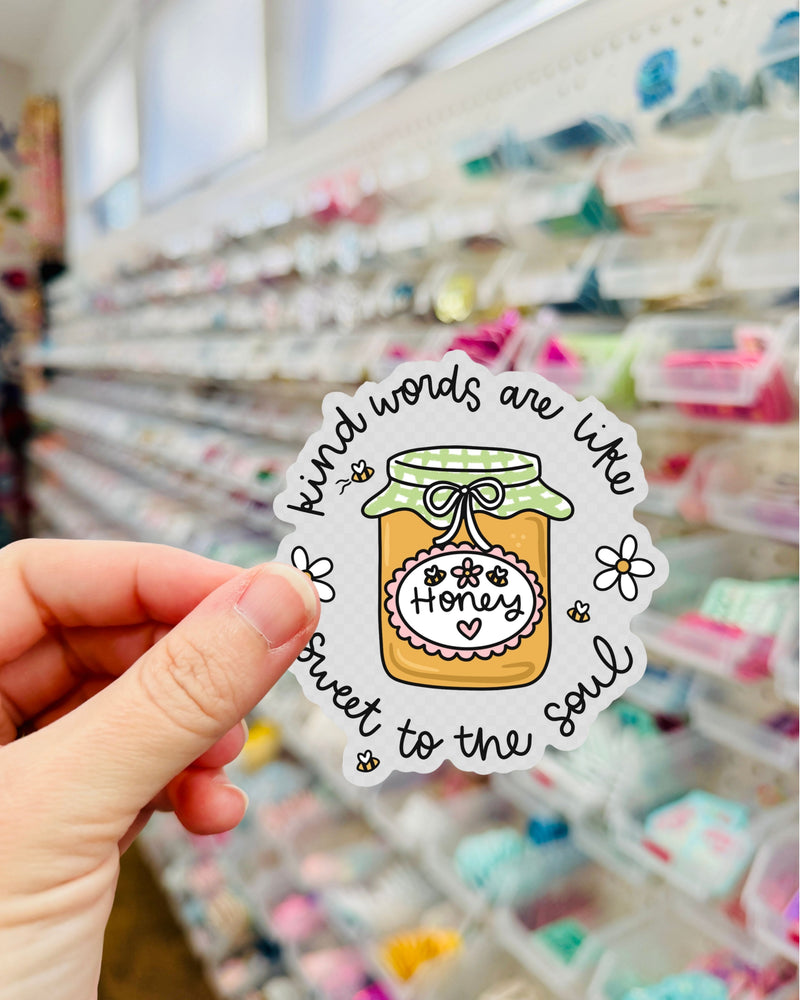 kind words are like
Honey
sweet to the soul